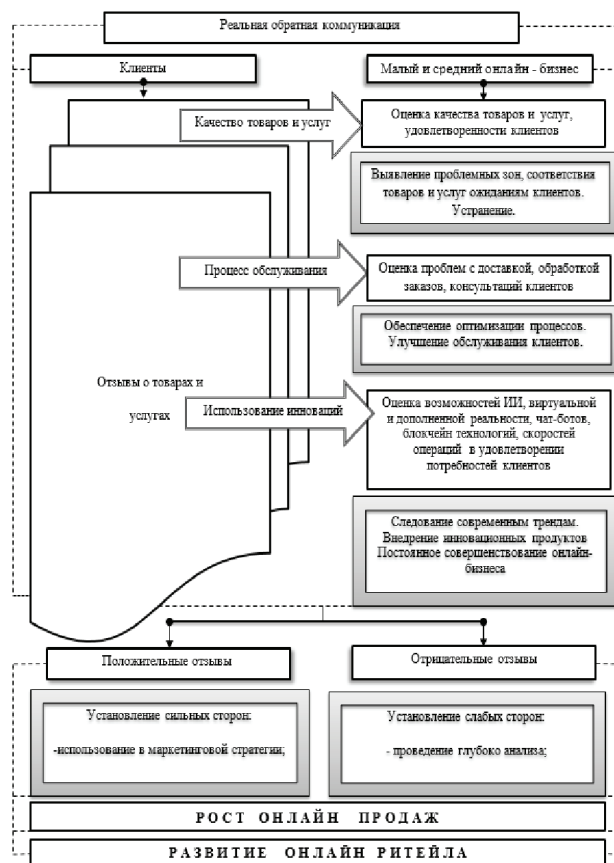 Реальная обратная коммуникация
Клиенты
Малый и средний онлайн - бизнес
Качество товаров и услуг
Оценка качества товаров и услуг,
удовлетворенности клиентов
Выявление проблемных зон, соответствия
товаров и услуг ожиданиям клиентов.
Устранение.
Процесс обслуживания
Оценка проблем с доставкой, обработкой
заказов, консультаций клиентов
Обеспечение оптимизации процессов.
Улучшение обслуживания клиентов.
Отзывы о товарах и
услугах
Использование инноваций
Оценка возможностей ИИ, виртуальной
и дополненной реальности, чат-ботов,
блокчейн технологий, скоростей
операций в удовлетворении
потребностей клиентов
Следование современным трендам.
Внедрение инновационных продуктов
Постоянное совершенствование онлайн-
бизнеса
Положительные отзывы
Отрицательные отзывы
Установление сильных сторон:
-использование в маркетинговой стратегии;
Установление слабых сторон:
- проведение глубоко анализа;
РОСТ ОНЛАЙН ПРОДАЖ
РАЗВИТИЕ ОНЛАЙН РИТЕЙЛА